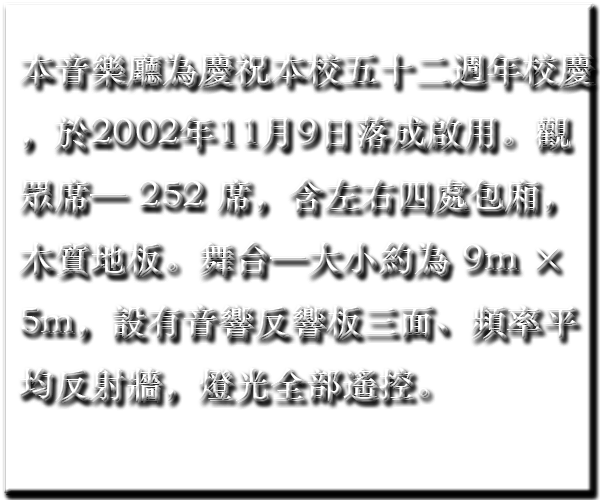 本音樂廳為慶祝本校五十二週年校慶
，於2002年11月9日落成啟用。觀
眾席— 252 席，含左右四處包廂，
木質地板。舞台—大小約為 9m ×
5m，設有音響反響板三面、頻率平
均反射牆，燈光全部遙控。